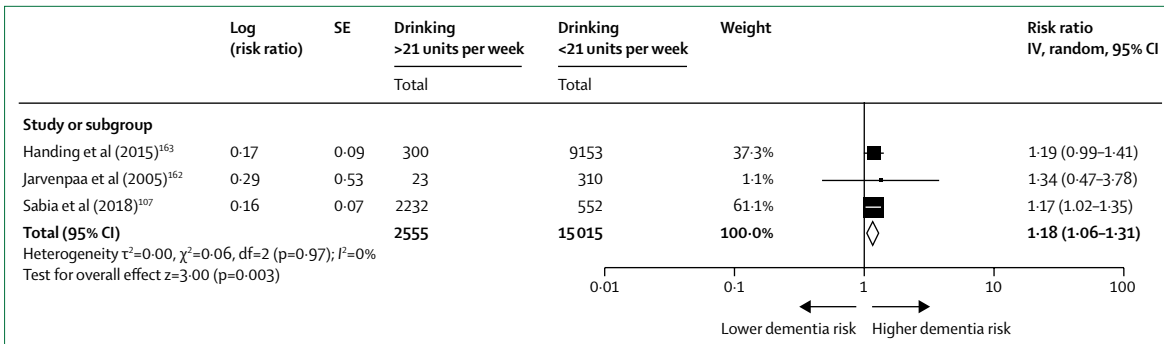 Log (risk ratio) SE Drinking >21 units per week Drinking <21 units per week Weight Risk ratio IV, random, 95% CI
Total Total
Study or subgroup
Handing et al (2015)163 0·17 0·09 300 9153 37·3% 1·19 (0·99–1·41)
Jarvenpaa et al (2005)162 0·29 0·53 23 310 1·1% 1·34 (0·47–3·78)
Sabia et al (2018)107 0·16 0·07 2232 552 61·1% 1·17 (1·02–1·35)
Total (95% CI) 2555 15 015 100·0% 1·18 (1·06–1·31)
Heterogeneity τ²=0·00, χ²=0·06, df=2 (p=0·97); I²=0%
Test for overall effect z=3·00 (p=0·003)
0·01 0·1 1 10 100
Lower dementia risk Higher dementia risk